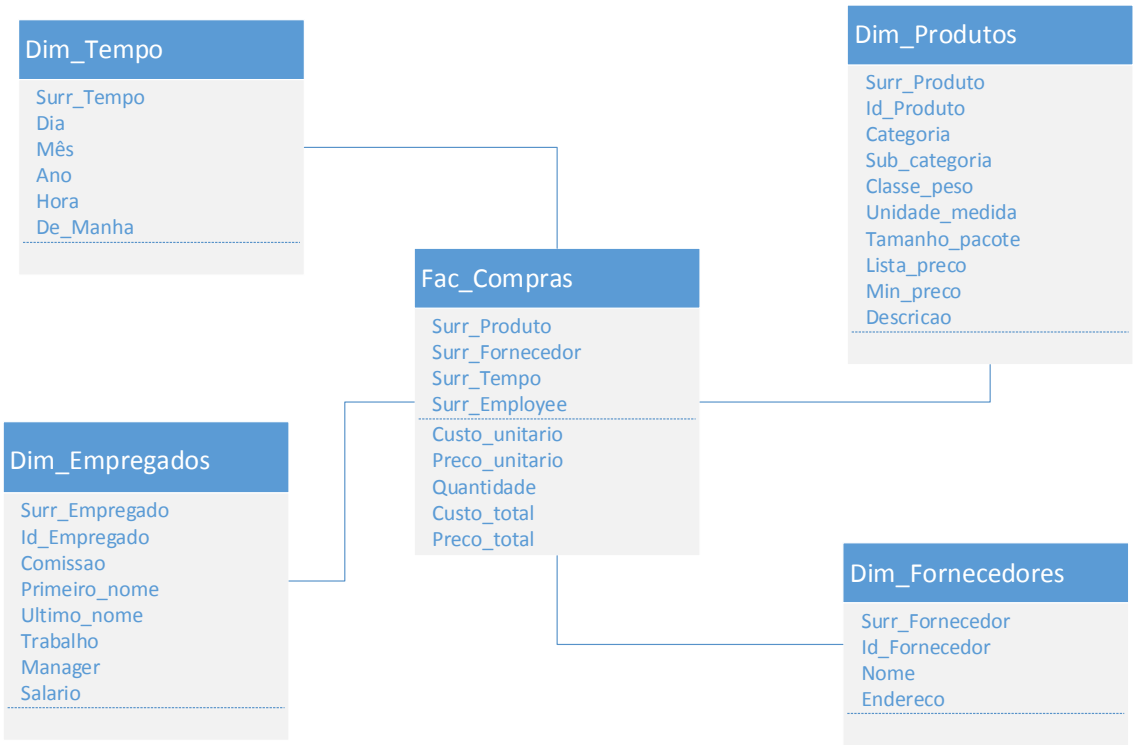 Dim_Tempo
Surr_Tempo
Dia
Mês
Ano
Hora
De_Manha
Dim_Produtos
Surr_Produto
Id_Produto
Categoria
Sub_categoria
Classe_peso
Unidade_medida
Tamanho_pacote
Lista_preco
Min_preco
Descricao
Fac_Compras
Surr_Produto
Surr_Fornecedor
Surr_Tempo
Surr_Employee
Custo_unitario
Preco_unitario
Quantidade
Custo_total
Preco_total
Dim_Empregados
Surr_Empregado
Id_Empregado
Comissao
Primeiro_nome
Ultimo_nome
Trabalho
Manager
Salario
Dim_Fornecedores
Surr_Fornecedor
Id_Fornecedor
Nome
Endereco